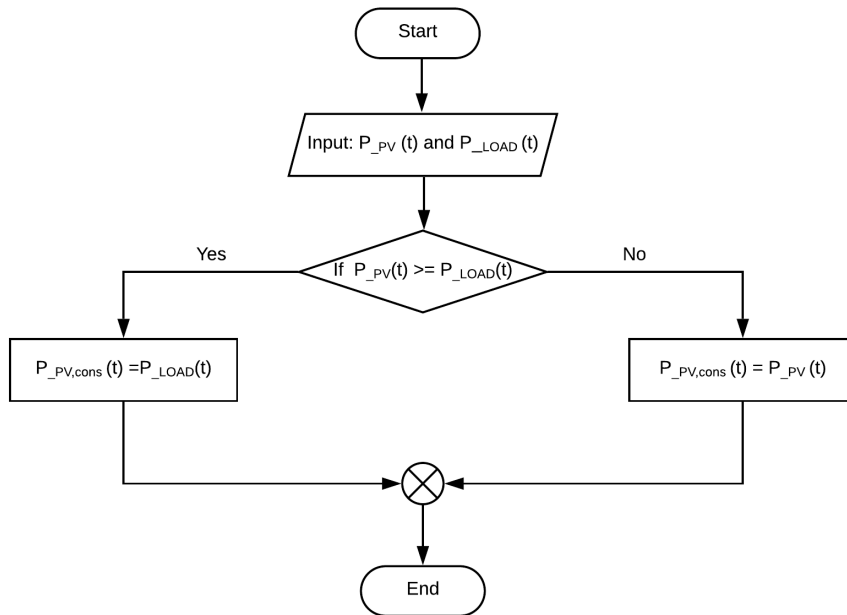 Start
Input: P_PV (t) and P_LOAD (t)
If P_PV(t) >= P_LOAD(t)
Yes
No
P_PV,cons (t) =P_LOAD(t)
P_PV,cons (t) = P_PV (t)
End